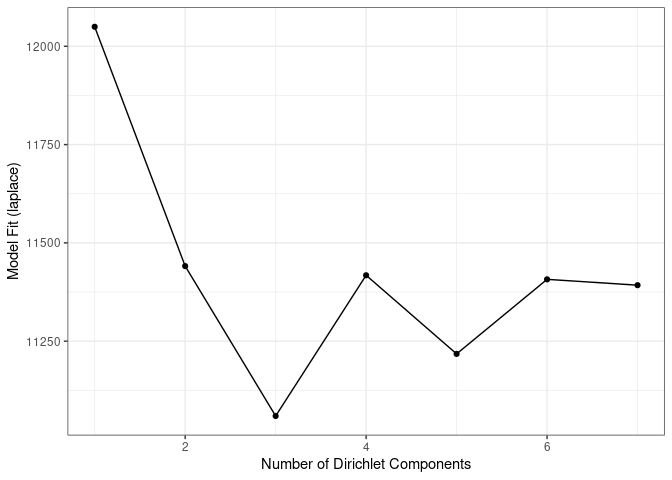 12000
11750
11500
11250
Model Fit (laplace)
2 4 6
Number of Dirichlet Components